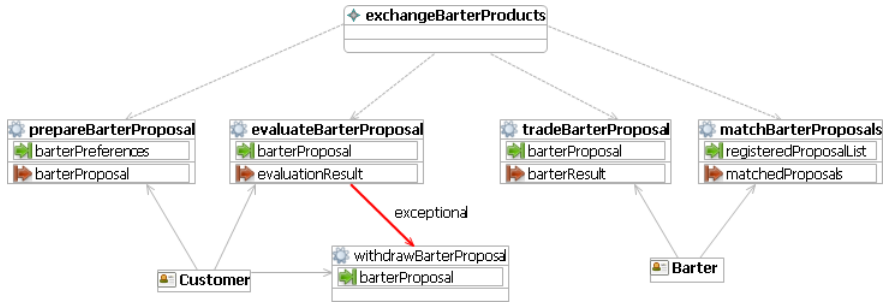 exchangeBarterProducts
prepareBarterProposal
barterPreferences
barterProposal
evaluateBarterProposal
barterProposal
evaluationResult
tradeBarterProposal
barterProposal
barterResult
matchBarterProposals
registeredProposalList
matchedProposals
exceptional
withdrawBarterProposal
barterProposal
Customer
Barter